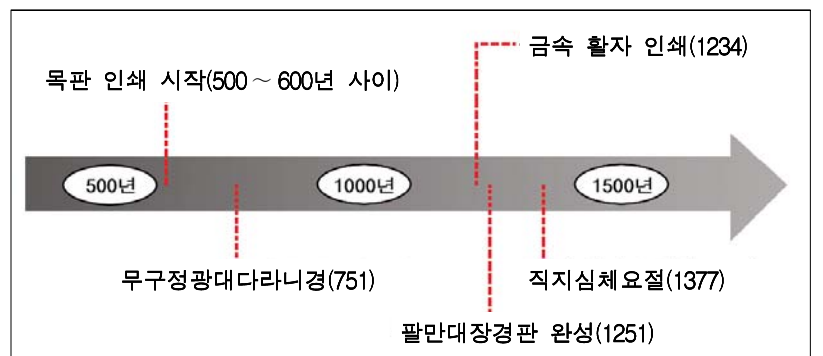 금속 활자 인쇄(1234)
목판 인쇄 시작(500 ~ 600년 사이)
500년
1000년
1500년
무구정광대다라니경(751)
직지심체요절(1377)
팔만대장경판 완성(1251)